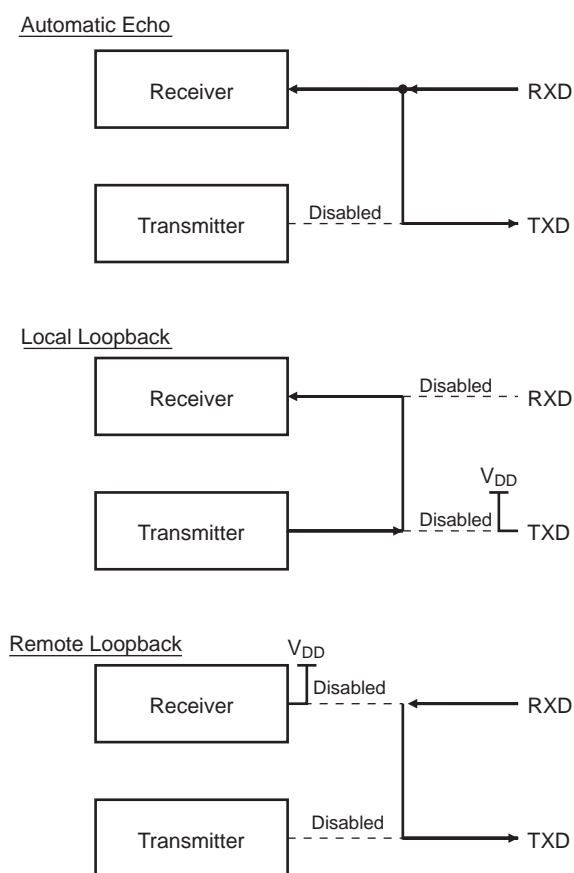 Automatic Echo
Receiver
RXD
Transmitter
Disabled
TXD
Local Loopback
Receiver
Disabled
RXD
VDD
Transmitter
Disabled
TXD
Remote Loopback
VDD
Receiver
Disabled
RXD
Transmitter
Disabled
TXD